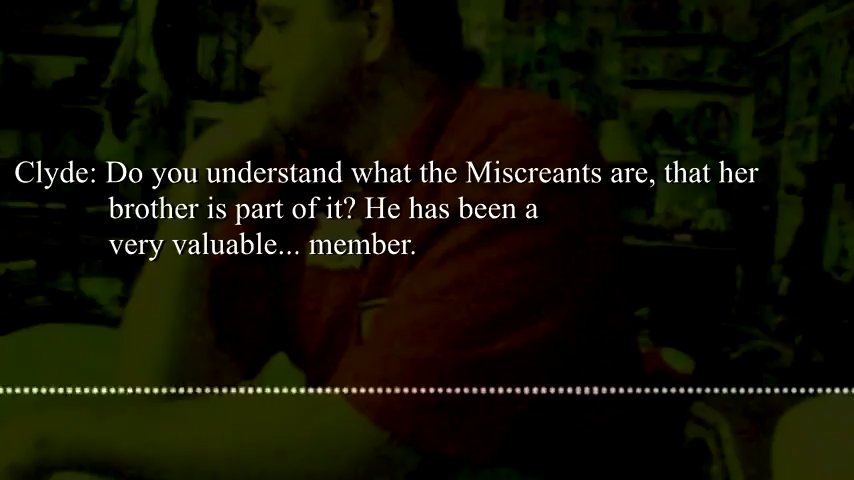 Clyde: Do you understand what the Miscreants are, that her
brother is part of it? He has been a
very valuable... member.